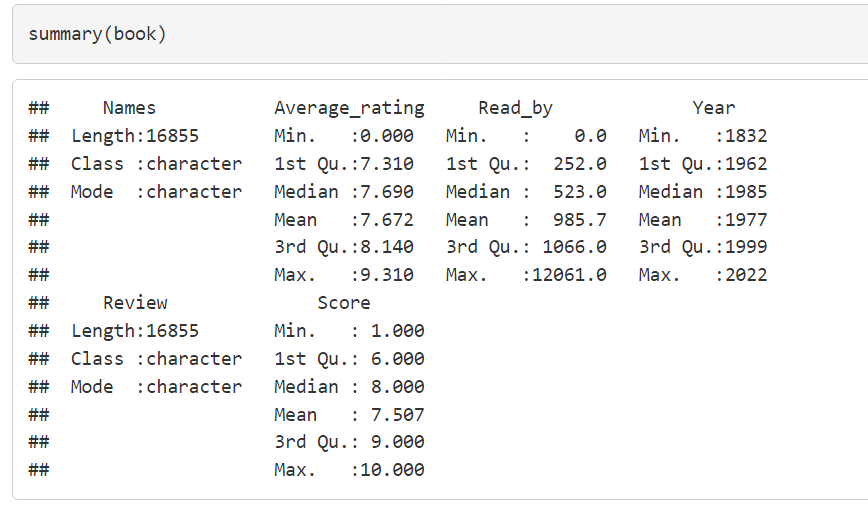 summary(book)
##     Names           Average_rating     Read_by             Year
##  Length:16855       Min.   :0.000   Min.   :    0.0   Min.   :1832
##  Class :character   1st Qu.:7.310   1st Qu.:  252.0   1st Qu.:1962
##  Mode  :character   Median :7.690   Median :  523.0   Median :1985
##                     Mean   :7.672   Mean   :  985.7   Mean   :1977
##                     3rd Qu.:8.140   3rd Qu.: 1066.0   3rd Qu.:1999
##                     Max.   :9.310   Max.   :12061.0   Max.   :2022
##     Review              Score
##  Length:16855       Min.   : 1.000
##  Class :character   1st Qu.: 6.000
##  Mode  :character   Median : 8.000
##                     Mean   : 7.507
##                     3rd Qu.: 9.000
##                     Max.   :10.000